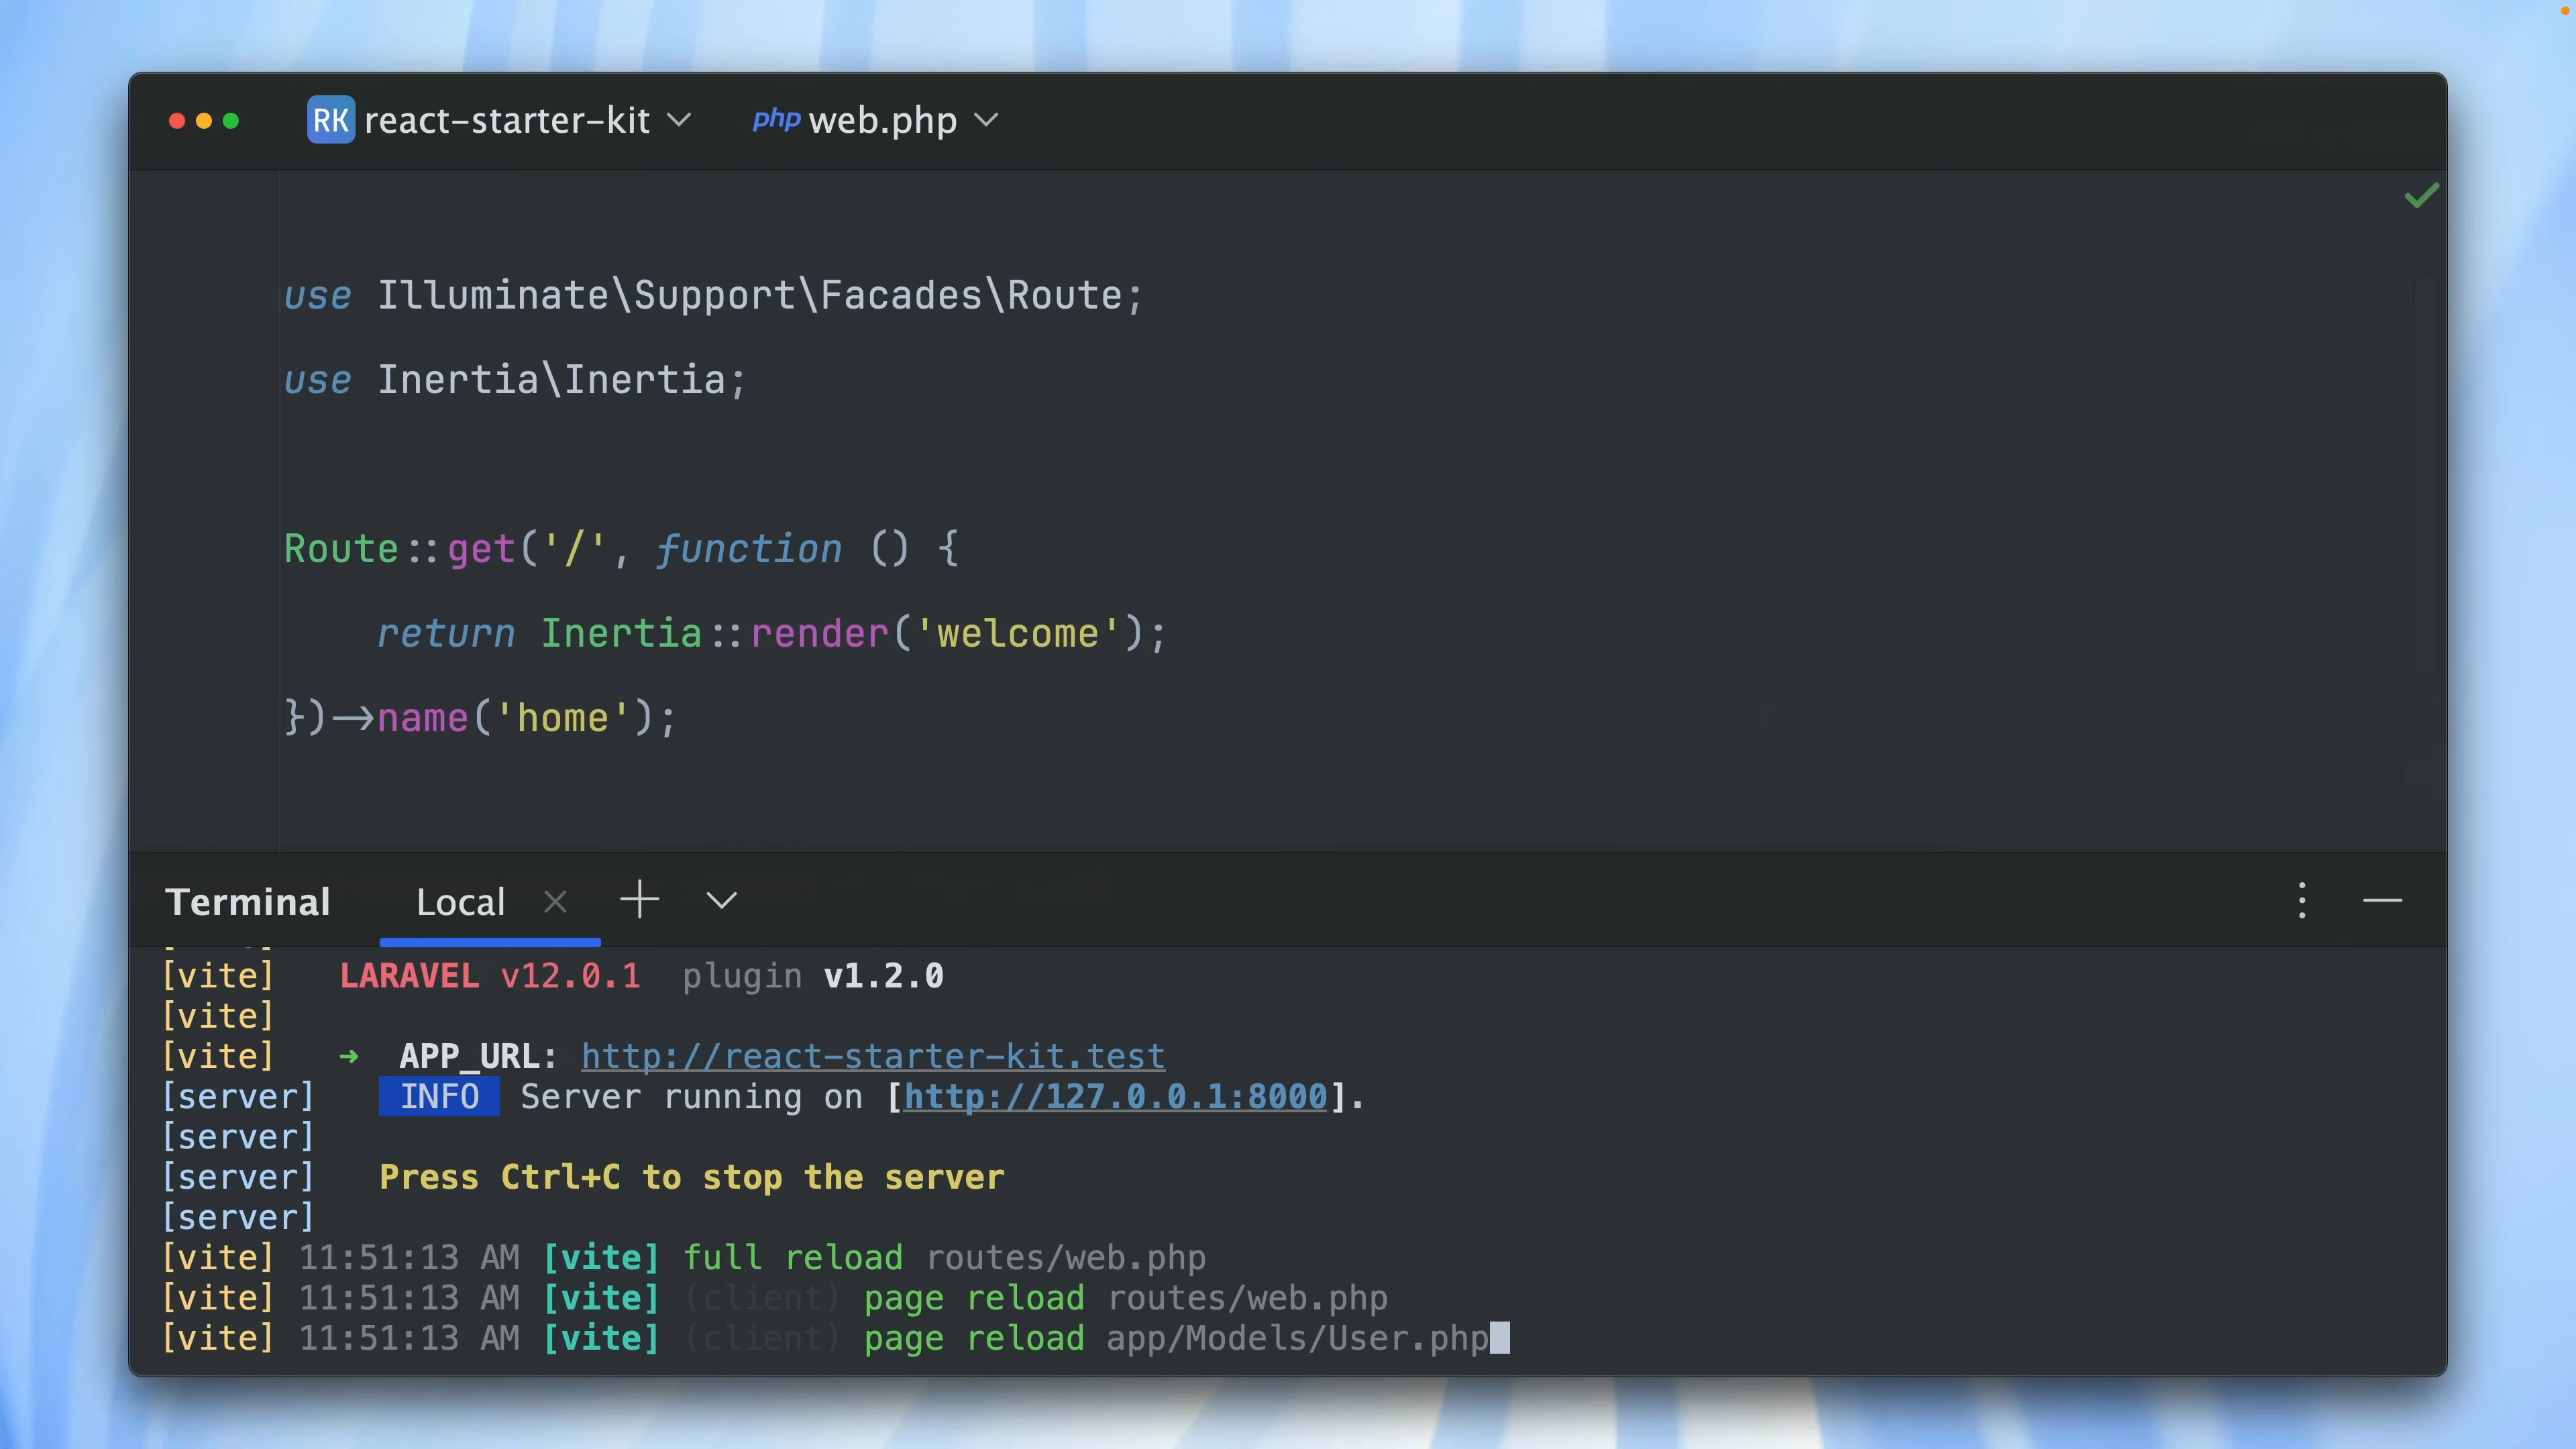 RK react-starter-kit php web.php
use Illuminate\Support\Facades\Route;
use Inertia\Inertia;
Route::get('/', function () {
return Inertia::render('welcome');
})->name('home');
Terminal Local
[vite] LARAVEL v12.0.1 plugin v1.2.0
[vite]
[vite] ➜ APP_URL: http://react-starter-kit.test
[server] INFO Server running on [http://127.0.0.1:8000].
[server]
[server] Press Ctrl+C to stop the server
[server]
[vite] 11:51:13 AM [vite] full reload routes/web.php
[vite] 11:51:13 AM [vite] (client) page reload routes/web.php
[vite] 11:51:13 AM [vite] (client) page reload app/Models/User.php